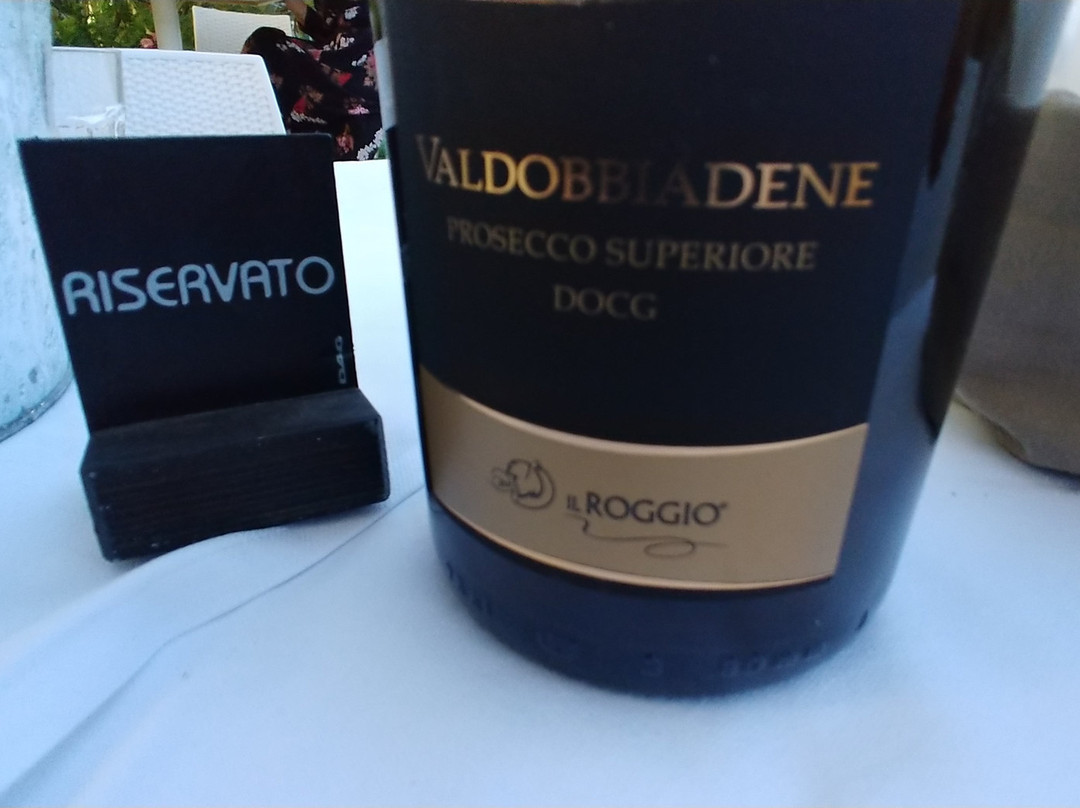 RISERVATO
VALDOBBIADENE
PROSECCO SUPERIORE
DOCG
IL ROGGIO®